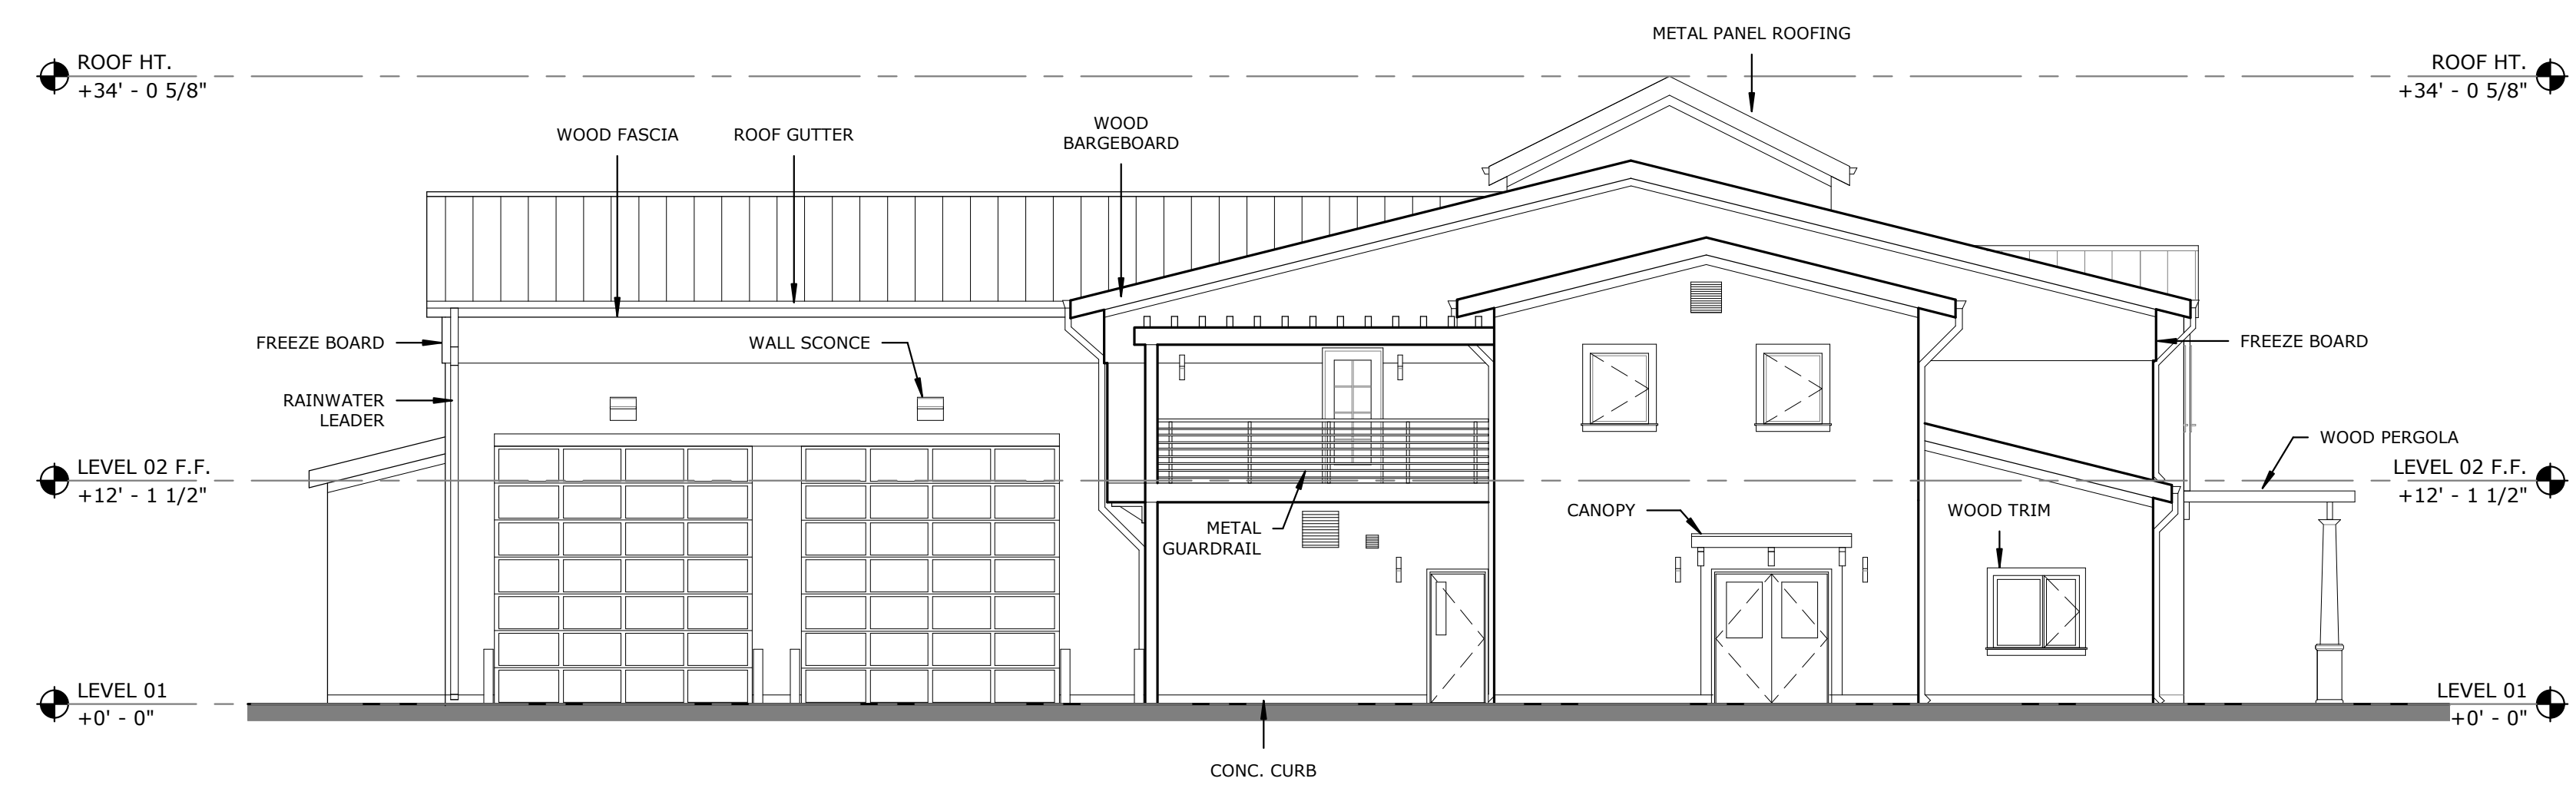 METAL PANEL ROOFING
ROOF HT.
+34' - 0 5/8"
ROOF HT.
+34' - 0 5/8"
WOOD FASCIA
ROOF GUTTER
WOOD
BARGEBOARD
FREEZE BOARD
WALL SCONCE
FREEZE BOARD
RAINWATER
LEADER
WOOD PERGOLA
LEVEL 02 F.F.
+12' - 1 1/2"
LEVEL 02 F.F.
+12' - 1 1/2"
METAL
GUARDRAIL
CANOPY
WOOD TRIM
LEVEL 01
+0' - 0"
LEVEL 01
+0' - 0"
CONC. CURB